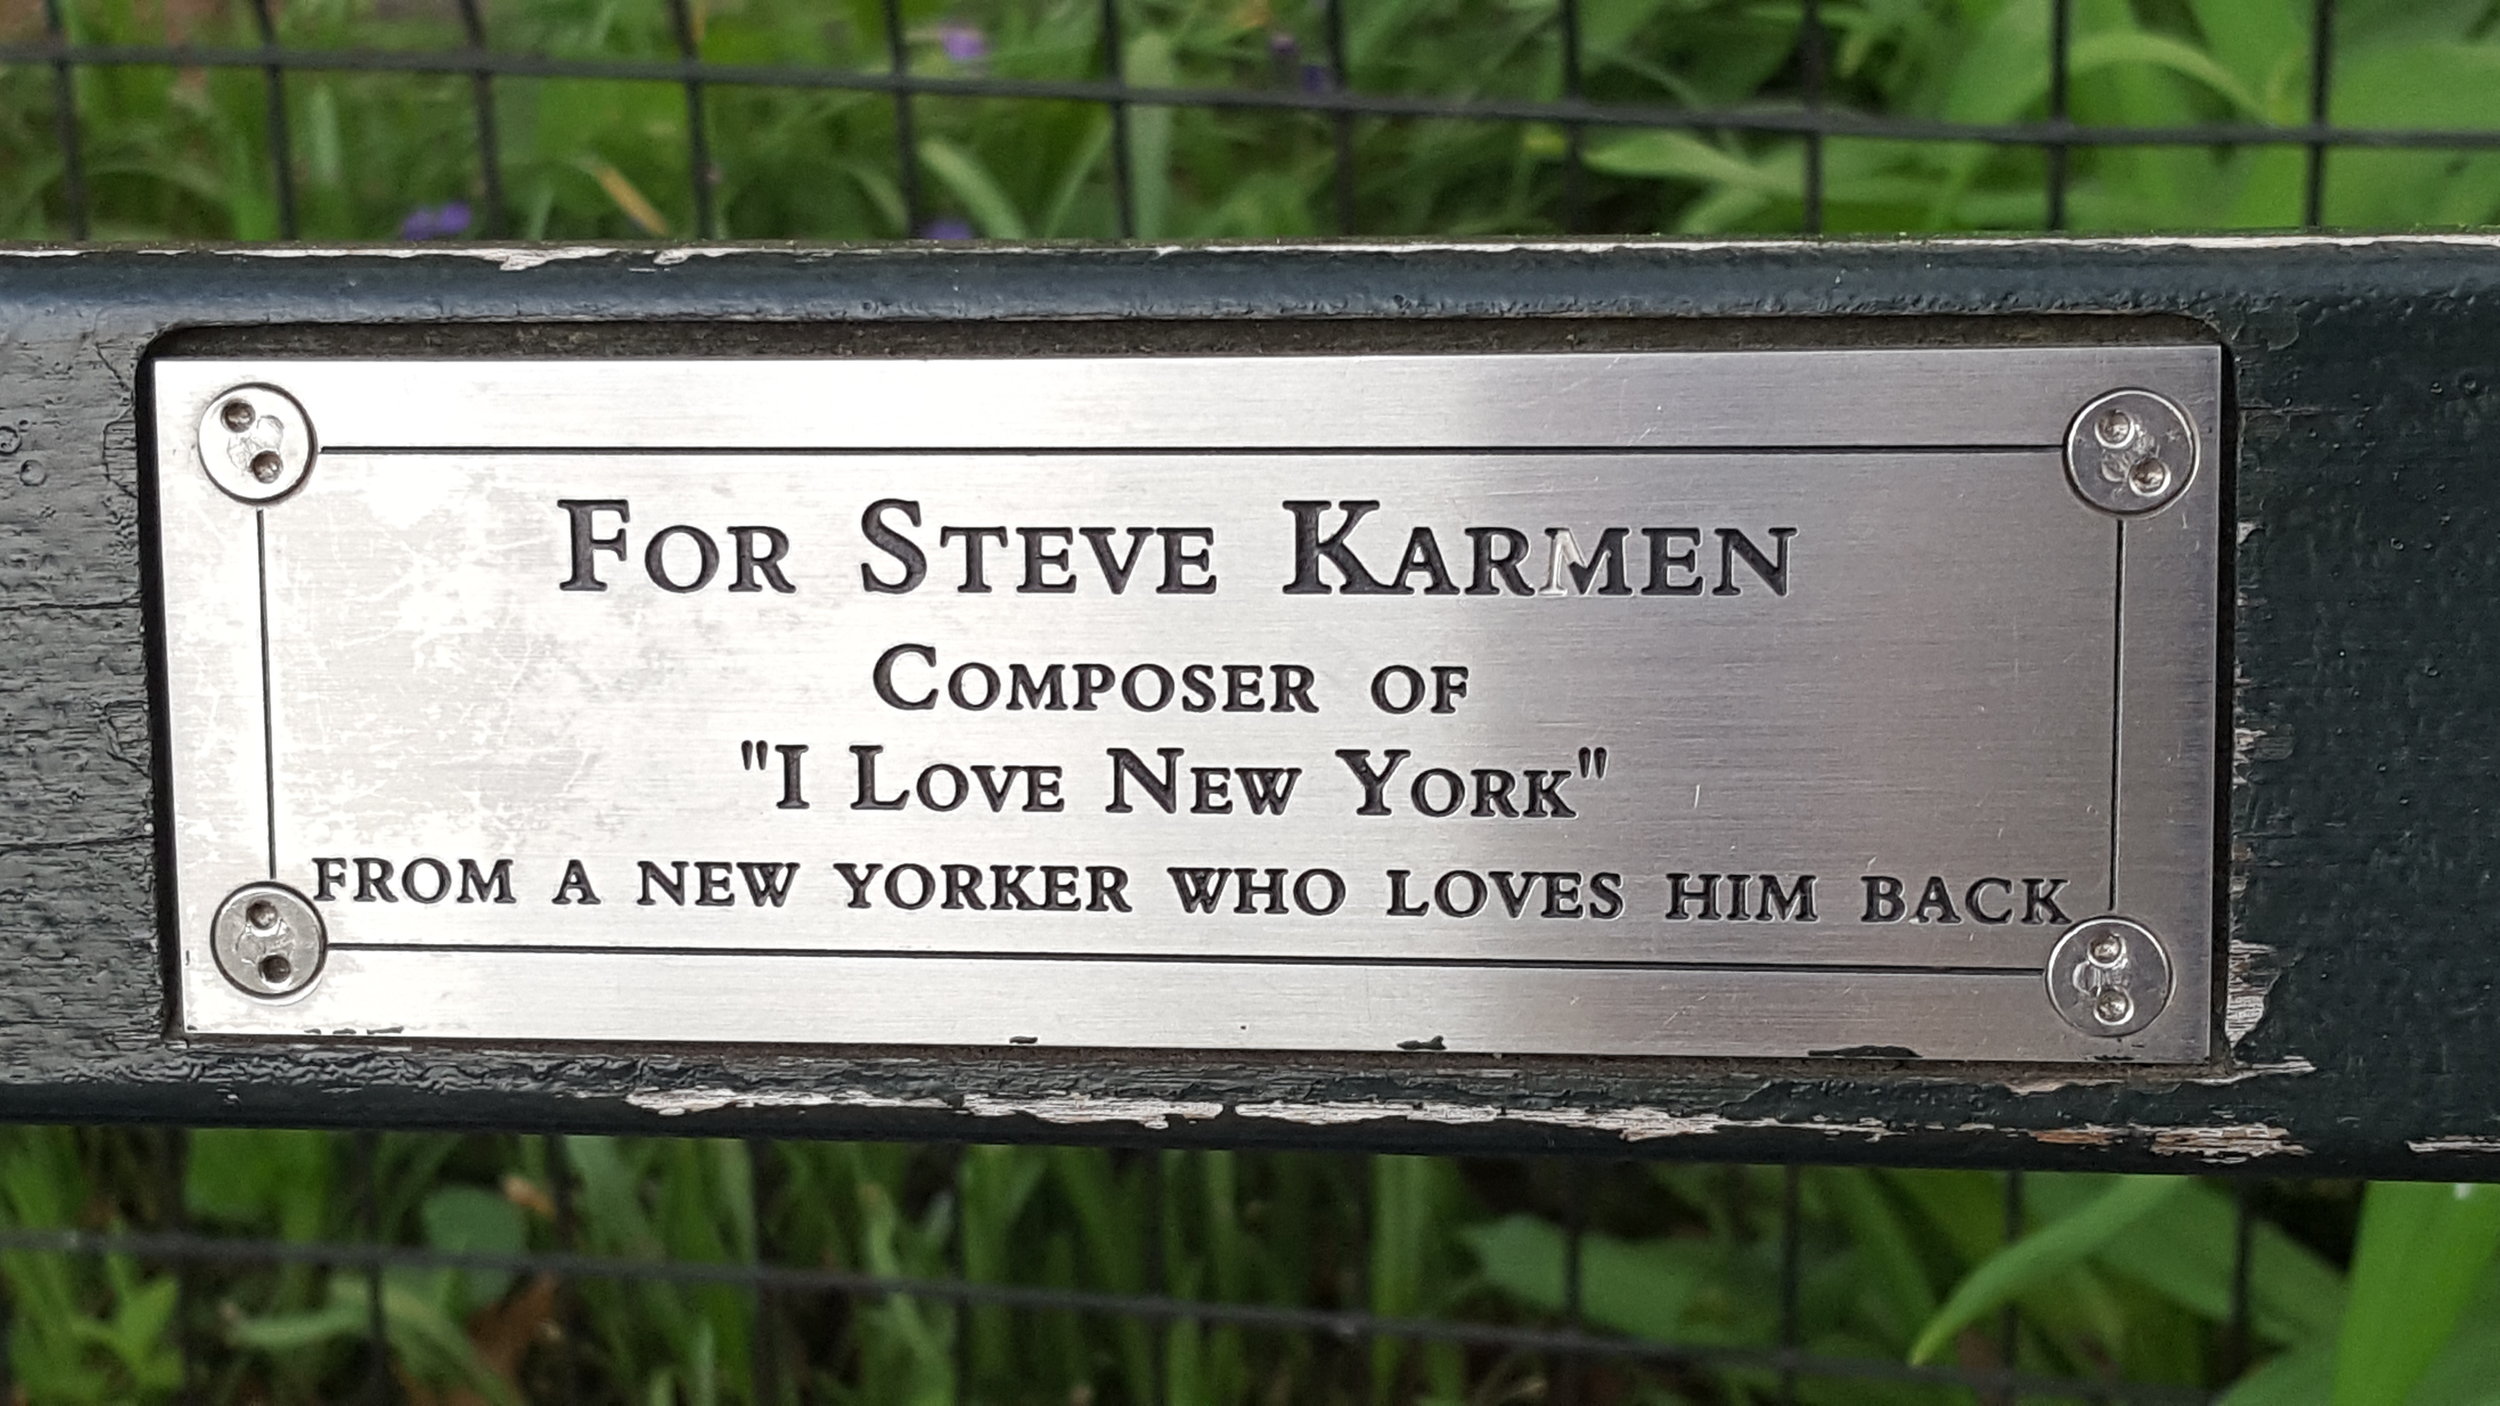 For Steve Karmen
Composer of
"I Love New York"
from a new yorker who loves him back